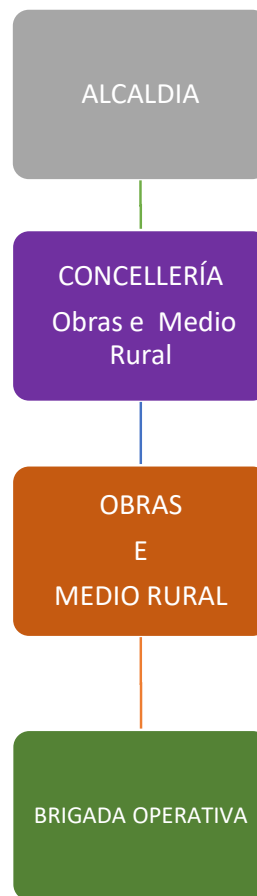 ALCALDIA
CONCELLERÍA
Obras e Medio
Rural
OBRAS
E
MEDIO RURAL
BRIGADA OPERATIVA